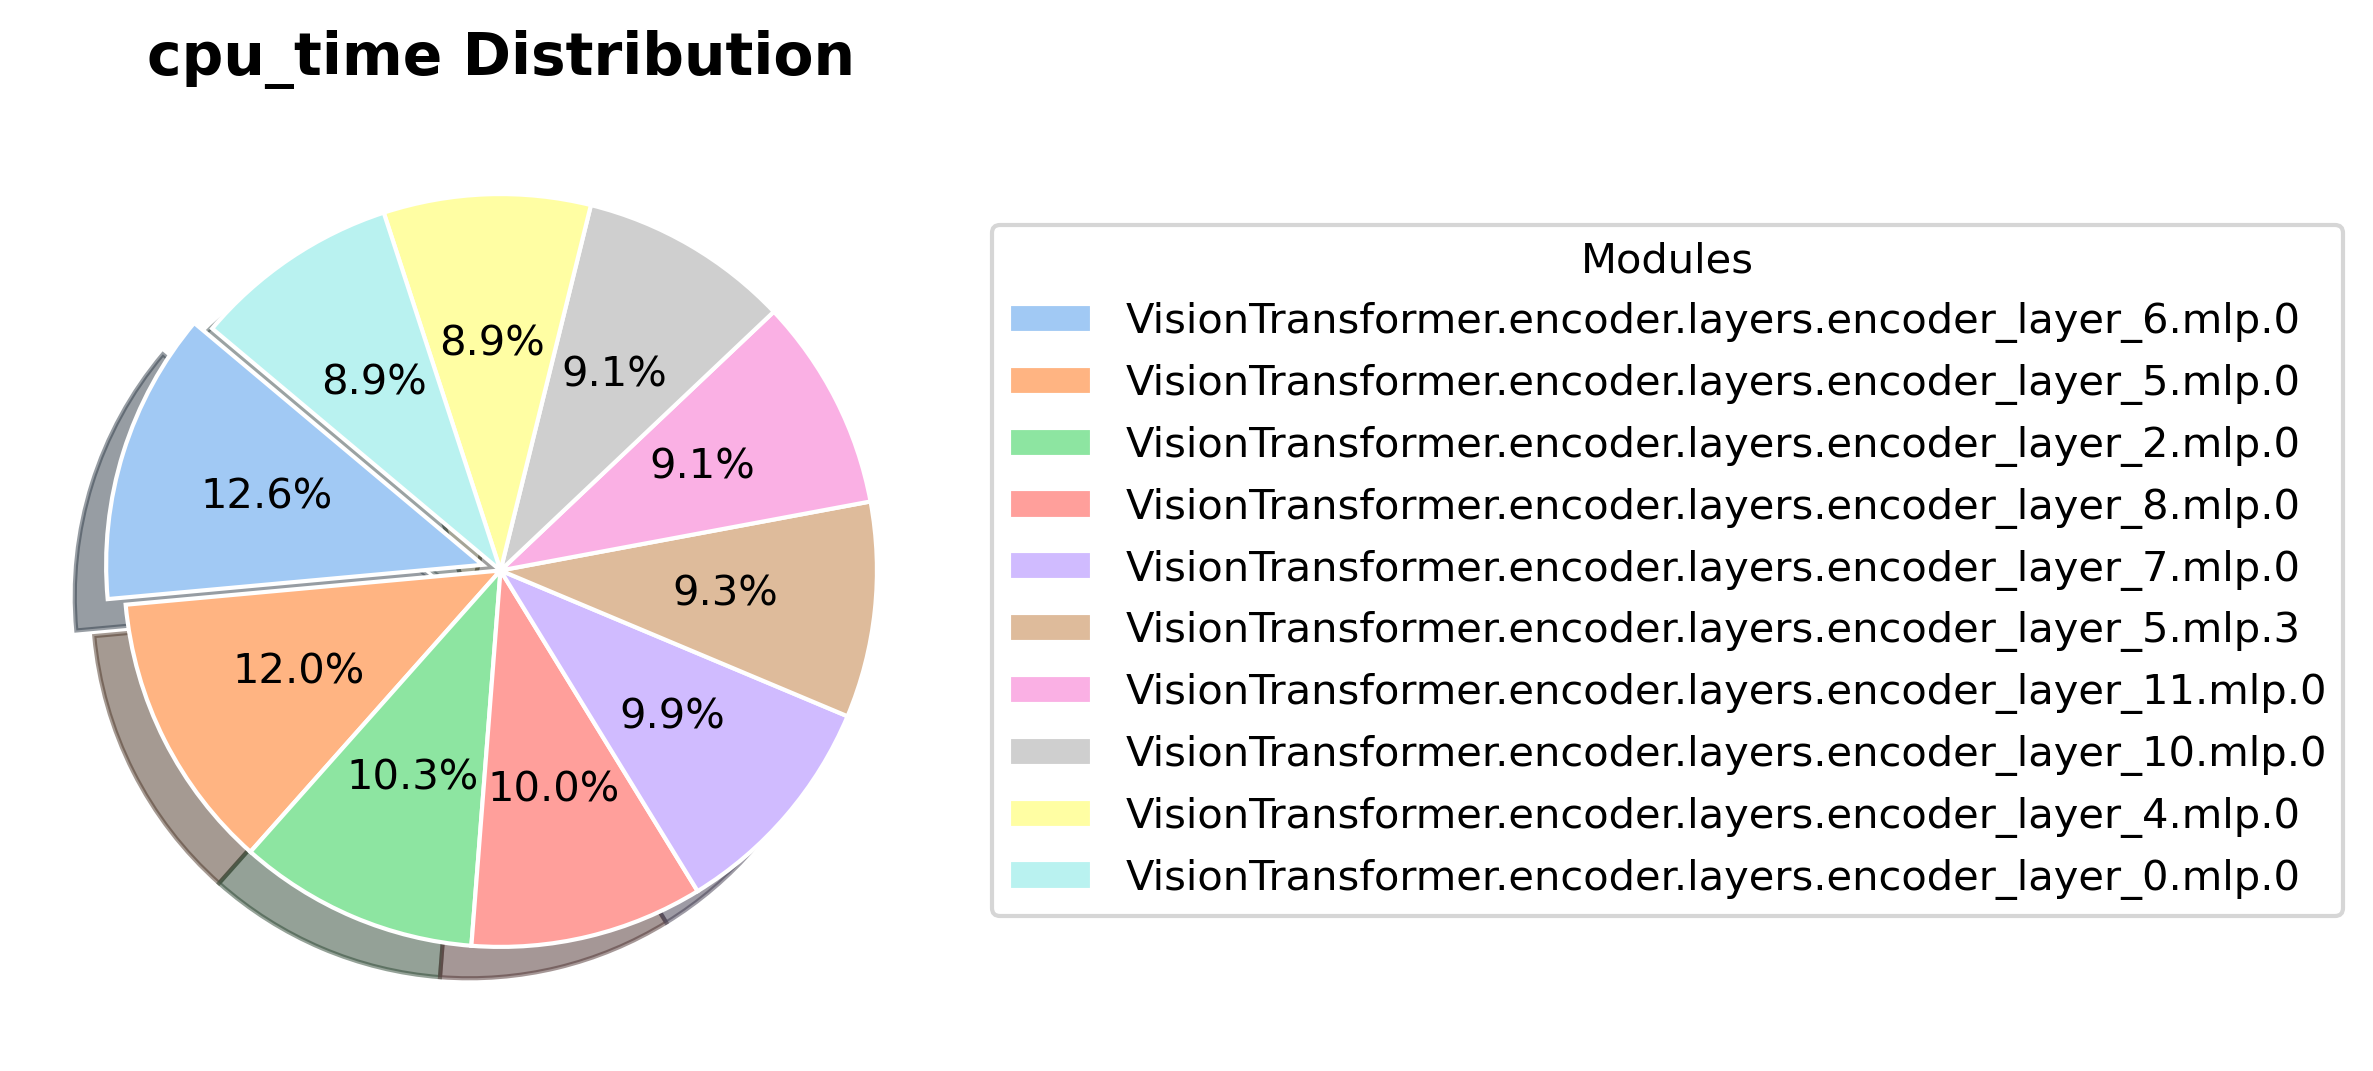 cpu_time Distribution
8.9%
8.9%
9.1%
9.1%
12.6%
9.3%
12.0%
9.9%
10.3%
10.0%
Modules
VisionTransformer.encoder.layers.encoder_layer_6.mlp.0
VisionTransformer.encoder.layers.encoder_layer_5.mlp.0
VisionTransformer.encoder.layers.encoder_layer_2.mlp.0
VisionTransformer.encoder.layers.encoder_layer_8.mlp.0
VisionTransformer.encoder.layers.encoder_layer_7.mlp.0
VisionTransformer.encoder.layers.encoder_layer_5.mlp.3
VisionTransformer.encoder.layers.encoder_layer_11.mlp.0
VisionTransformer.encoder.layers.encoder_layer_10.mlp.0
VisionTransformer.encoder.layers.encoder_layer_4.mlp.0
VisionTransformer.encoder.layers.encoder_layer_0.mlp.0